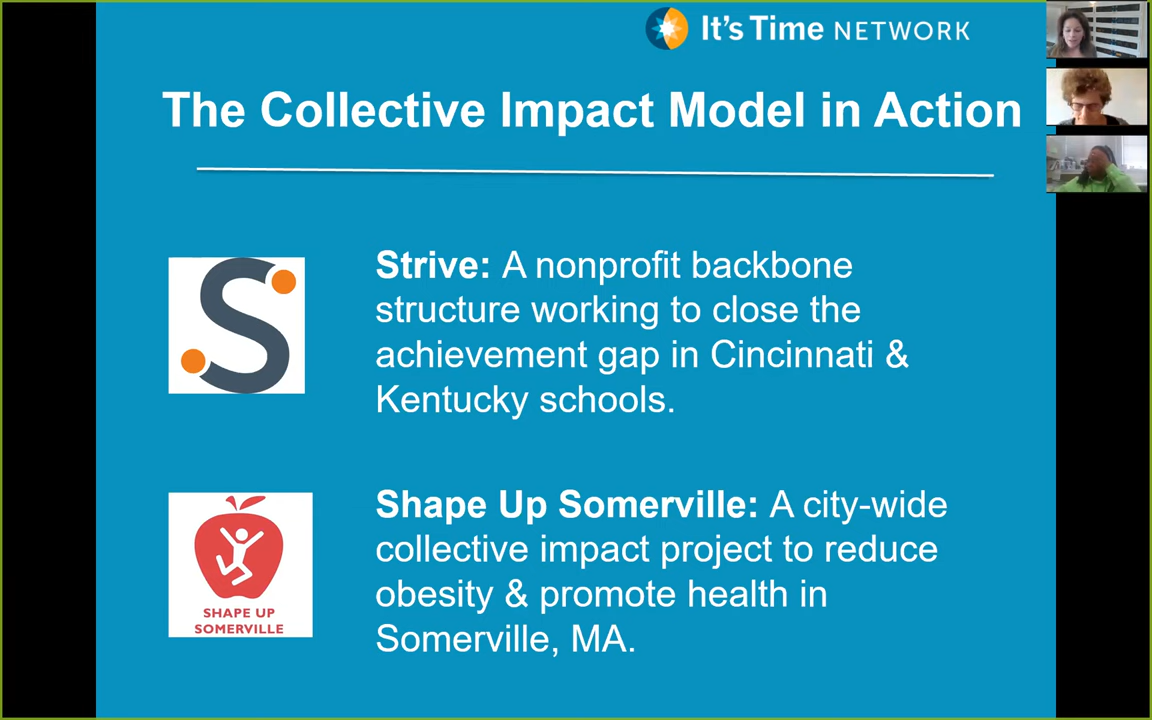 It's Time NETWORK
The Collective Impact Model in Action
Strive: A nonprofit backbone
structure working to close the
achievement gap in Cincinnati &
Kentucky schools.
Shape Up Somerville: A city-wide
collective impact project to reduce
obesity & promote health in
Somerville, MA.
SHAPE UP
SOMERVILLE